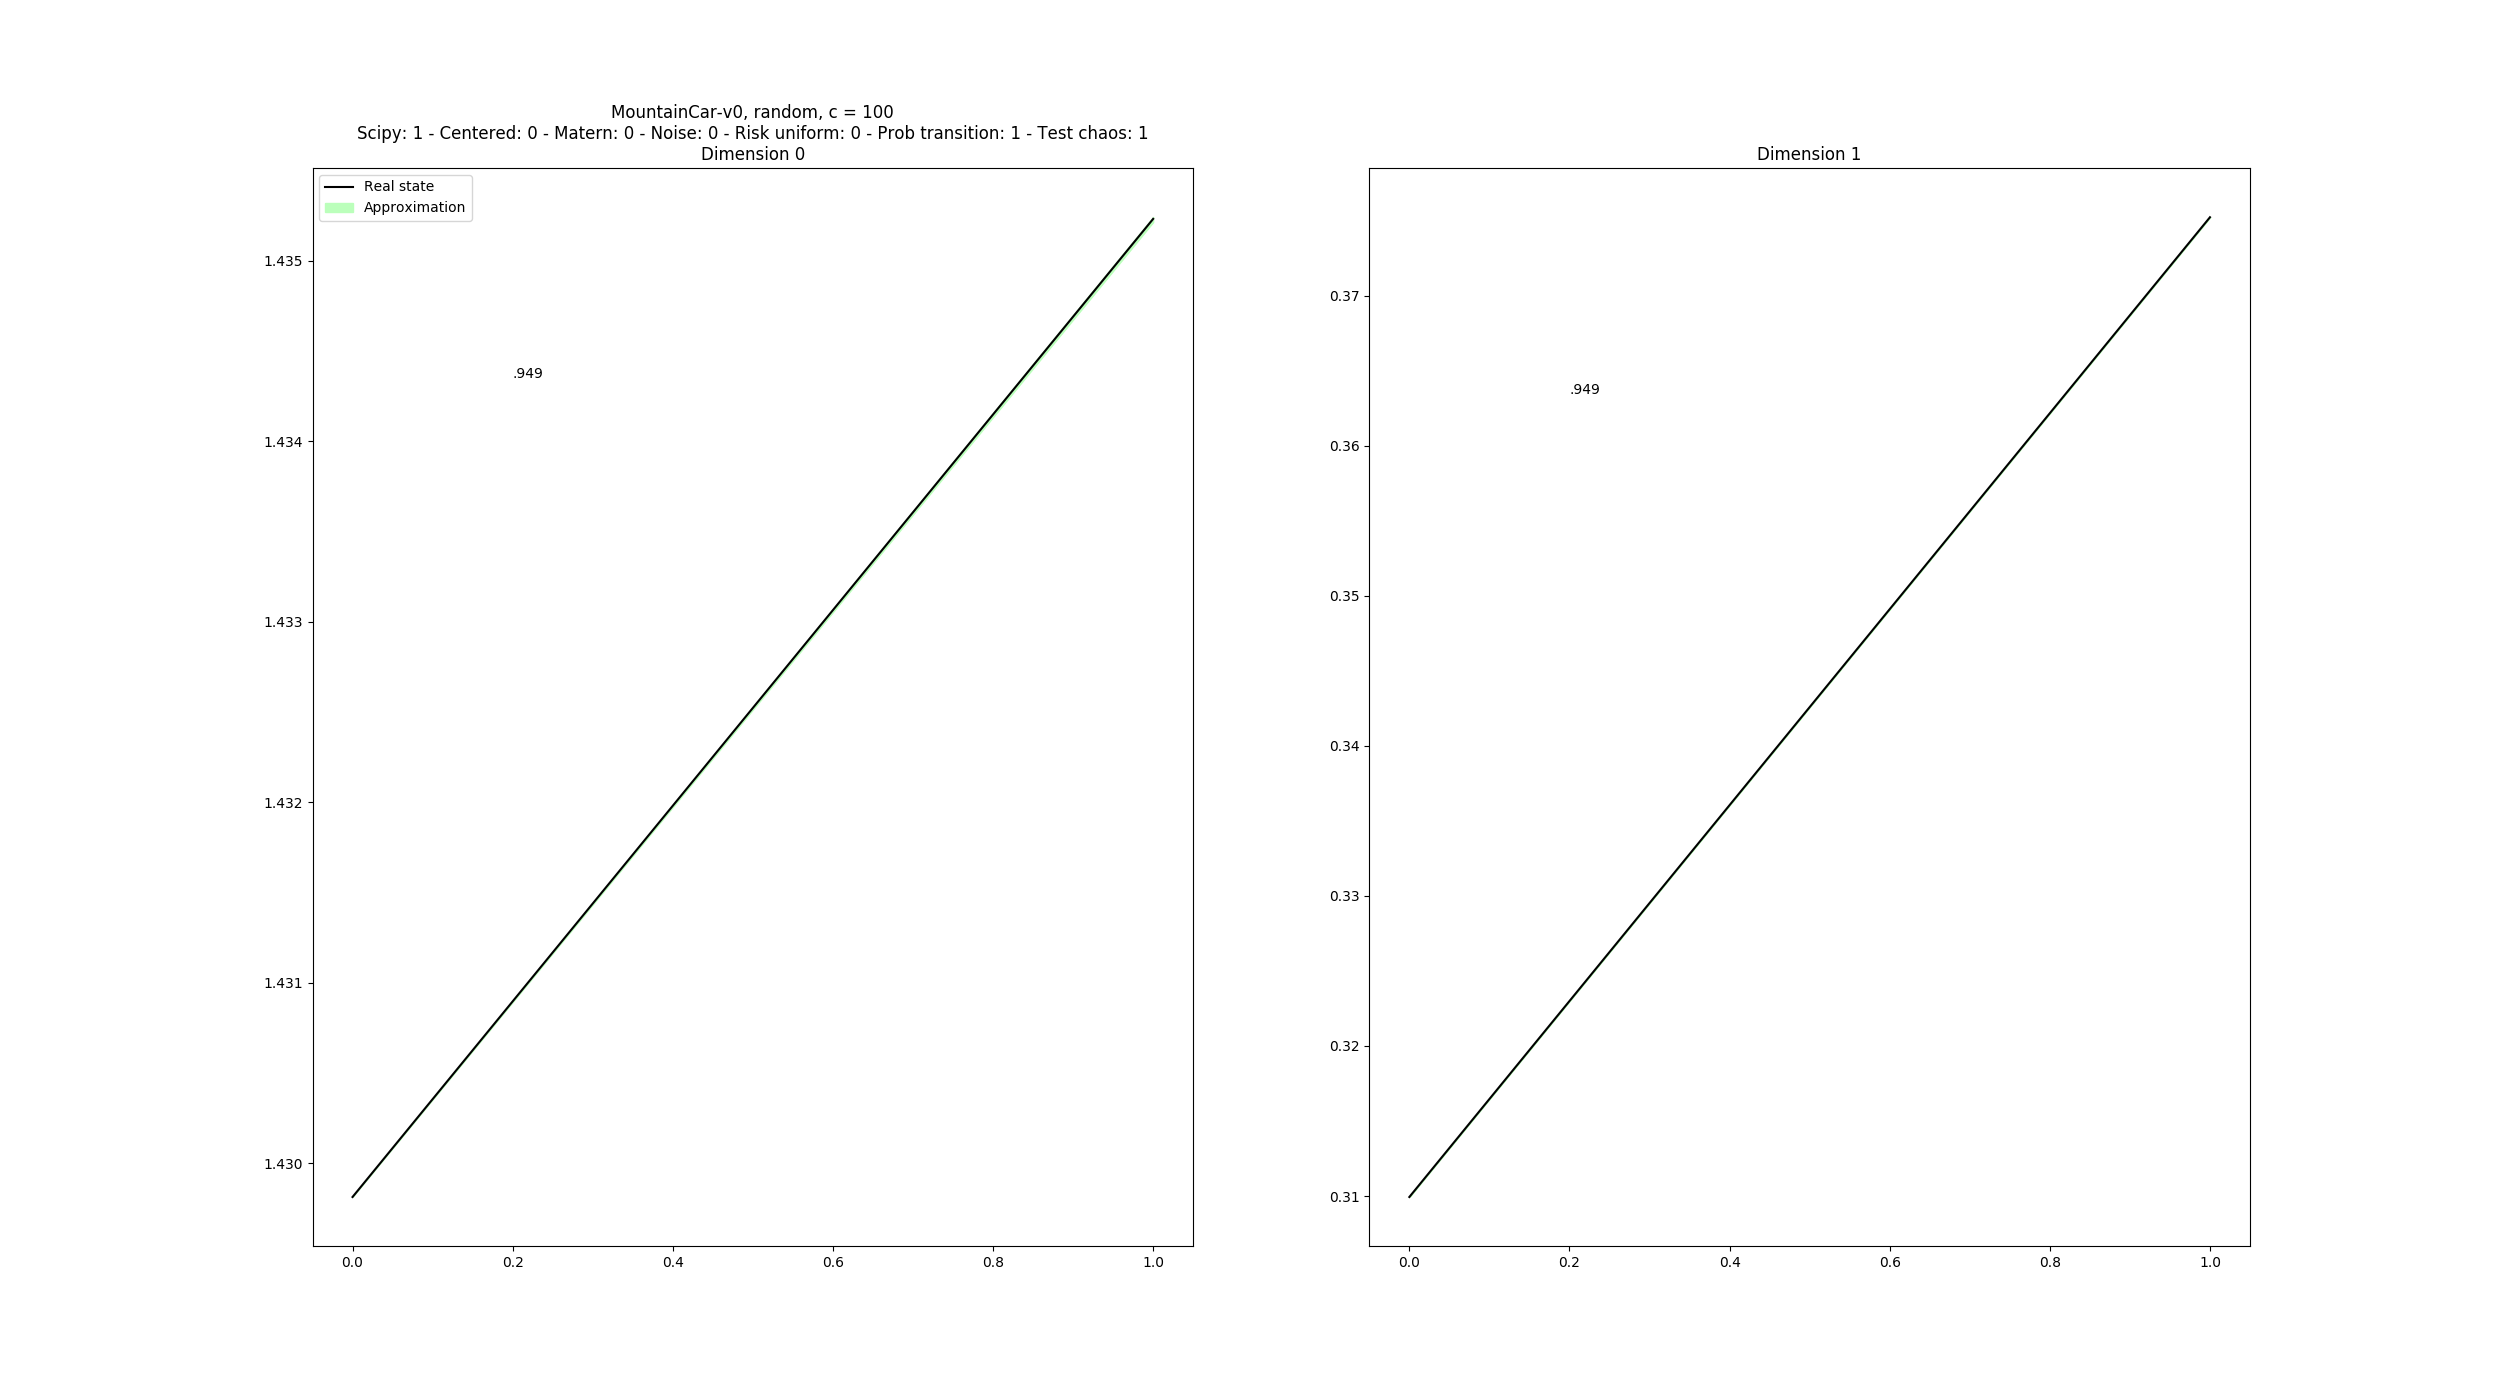 MountainCar-v0, random, c = 100
Scipy: 1 - Centered: 0 - Matern: 0 - Noise: 0 - Risk uniform: 0 - Prob transition: 1 - Test chaos: 1
Dimension 0
Real state
Approximation
1.435
1.434
1.433
1.432
1.431
1.430
.949
0.0 0.2 0.4 0.6 0.8 1.0
Dimension 1
0.37
0.36
0.35
0.34
0.33
0.32
0.31
.949
0.0 0.2 0.4 0.6 0.8 1.0